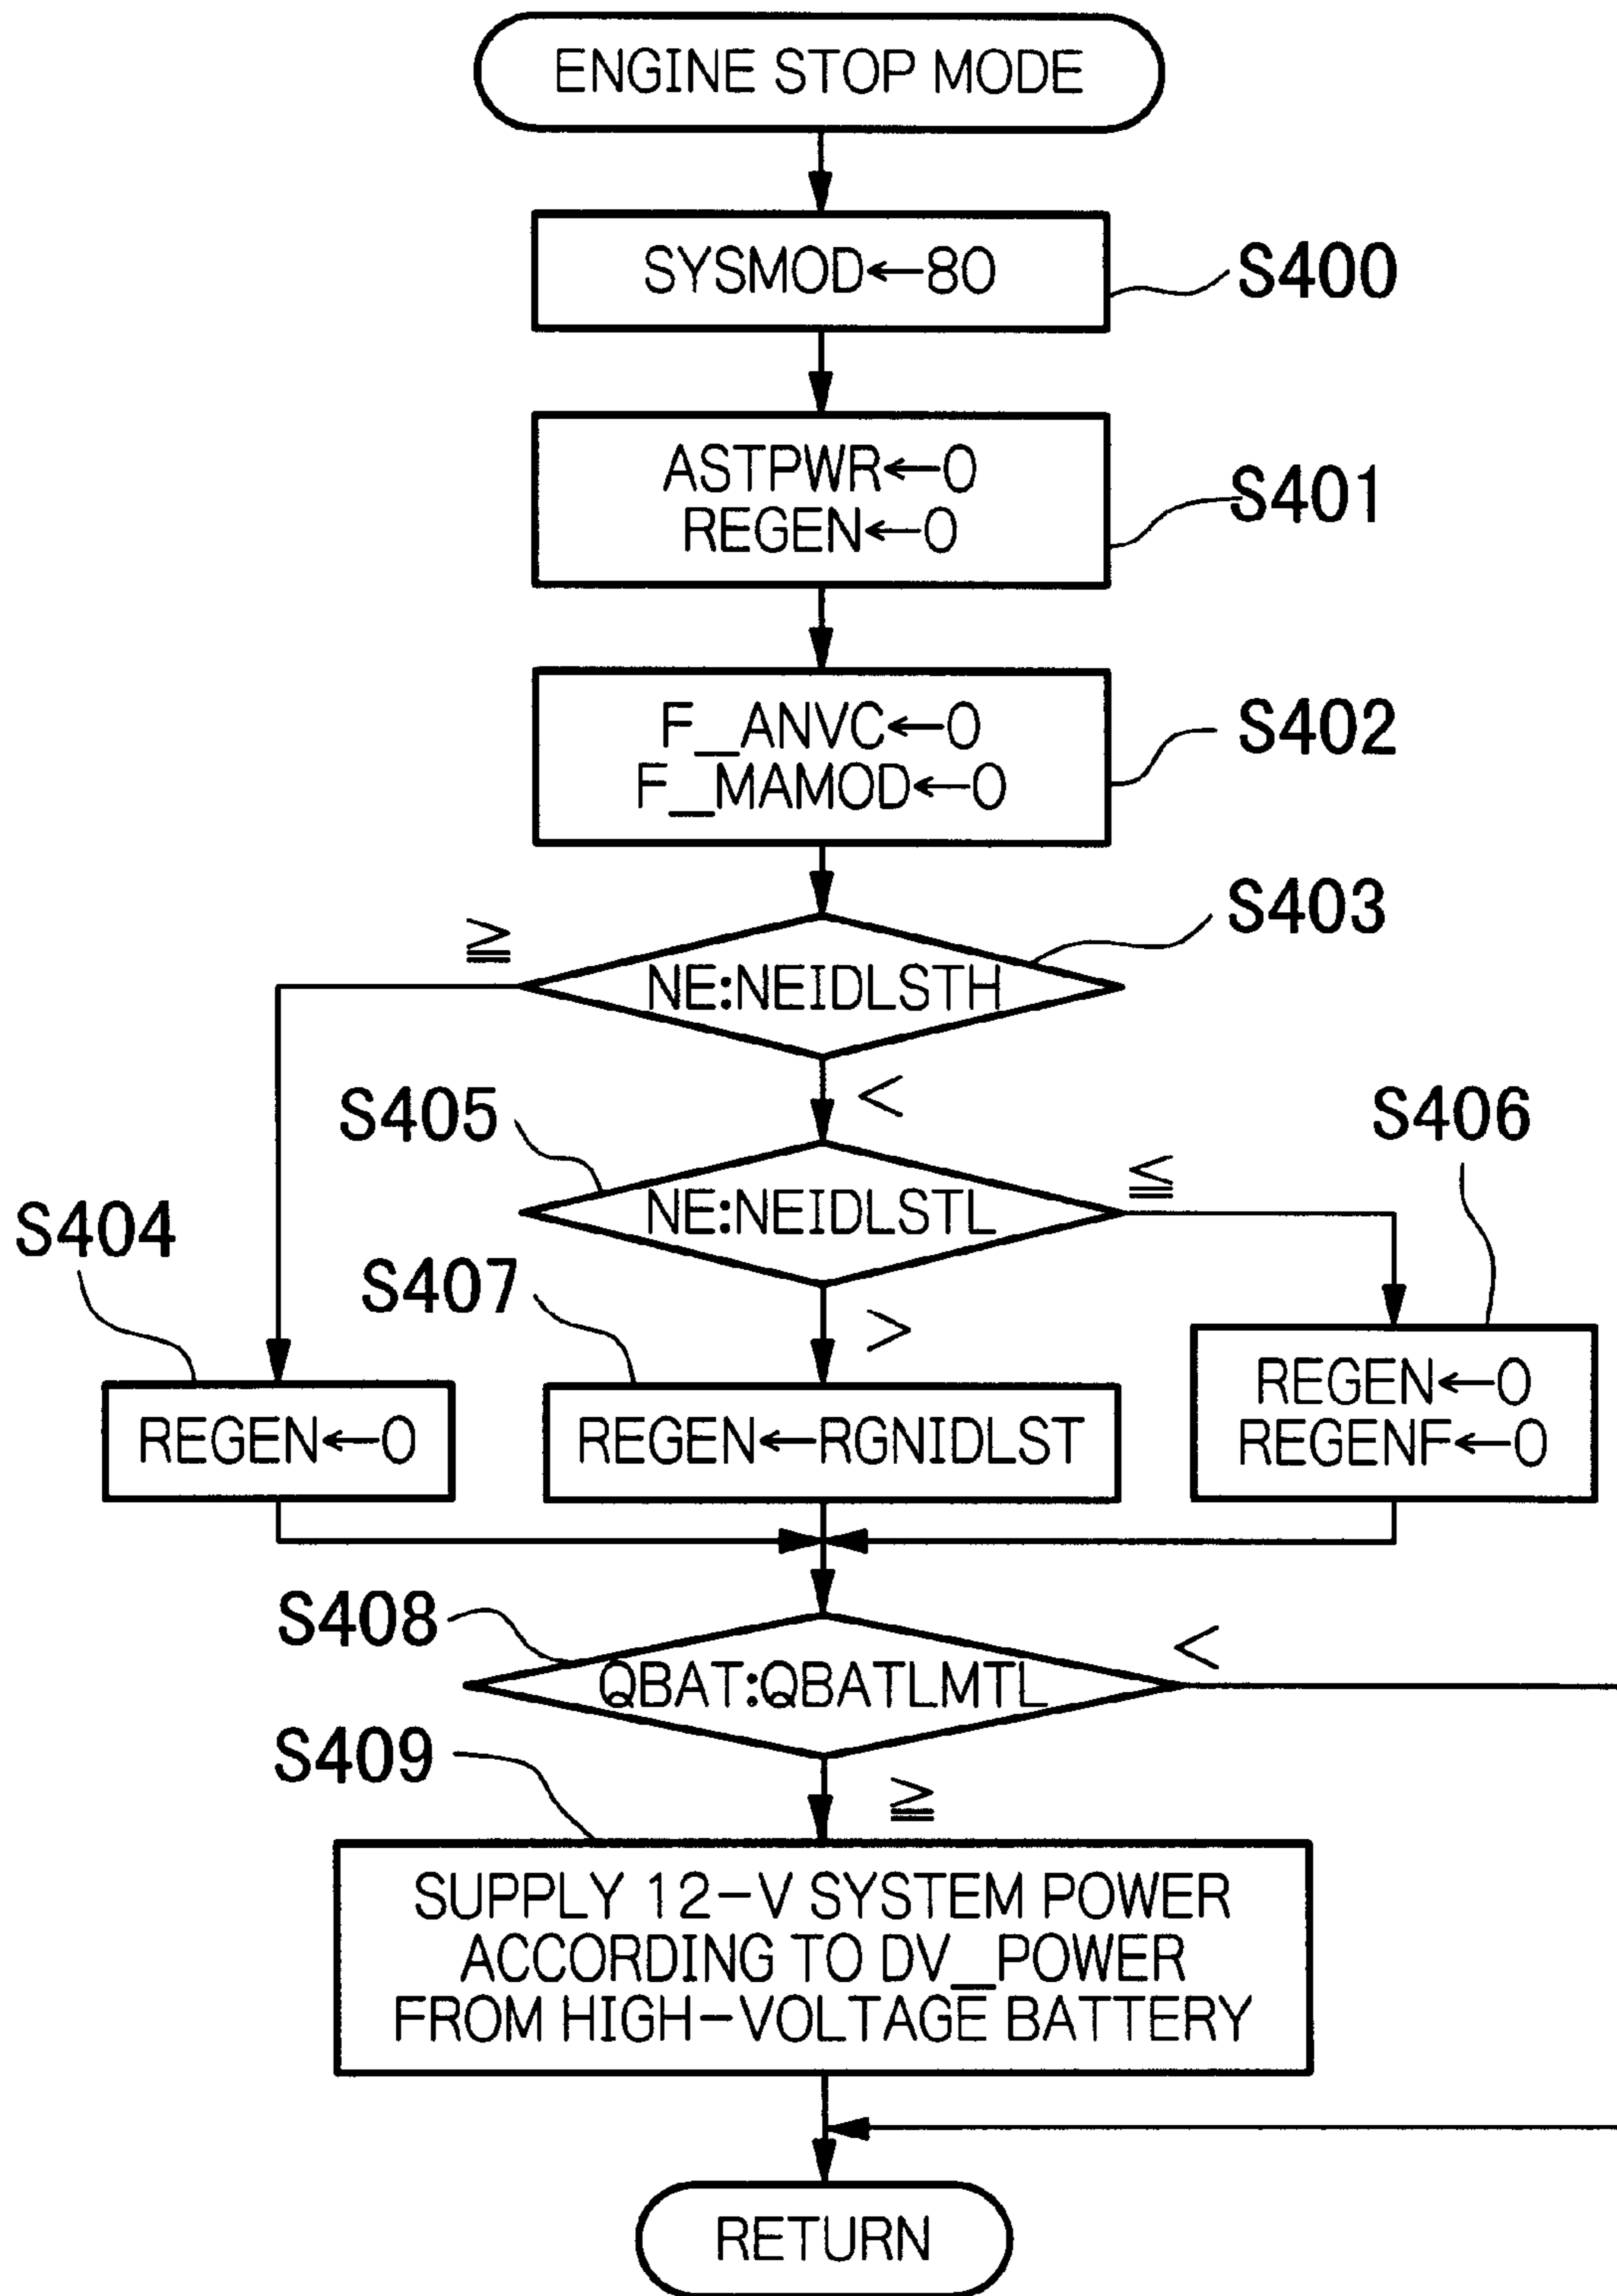 ENGINE STOP MODE
SYSMOD←80
S400
ASTPWR←0
REGEN←0
S401
F_ANVC←0
F_MAMOD←0
S402
S403
≧
NE:NEIDLSTH
<
S405
S406
NE:NEIDLSTL
≦
S404
S407
>
REGEN←0
REGEN←RGNIDLST
REGEN←0
REGENF←0
S408
<
QBAT:QBATLMTL
S409
≧
SUPPLY 12-V SYSTEM POWER
ACCORDING TO DV_POWER
FROM HIGH-VOLTAGE BATTERY
RETURN